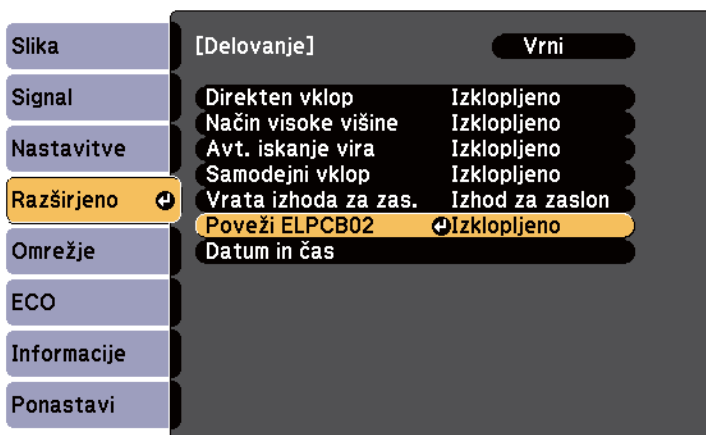 Slika
Signal
Nastavitve
Razširjeno
Omrežje
ECO
Informacije
Ponastavi
[Delovanje] Vrni
Direkten vklop Izklopljeno
Način visoke višine Izklopljeno
Avt. iskanje vira Izklopljeno
Samodejni vklop Izklopljeno
Vrata izhoda za zas. Izhod za zaslon
Poveži ELPCB02 Izklopljeno
Datum in čas